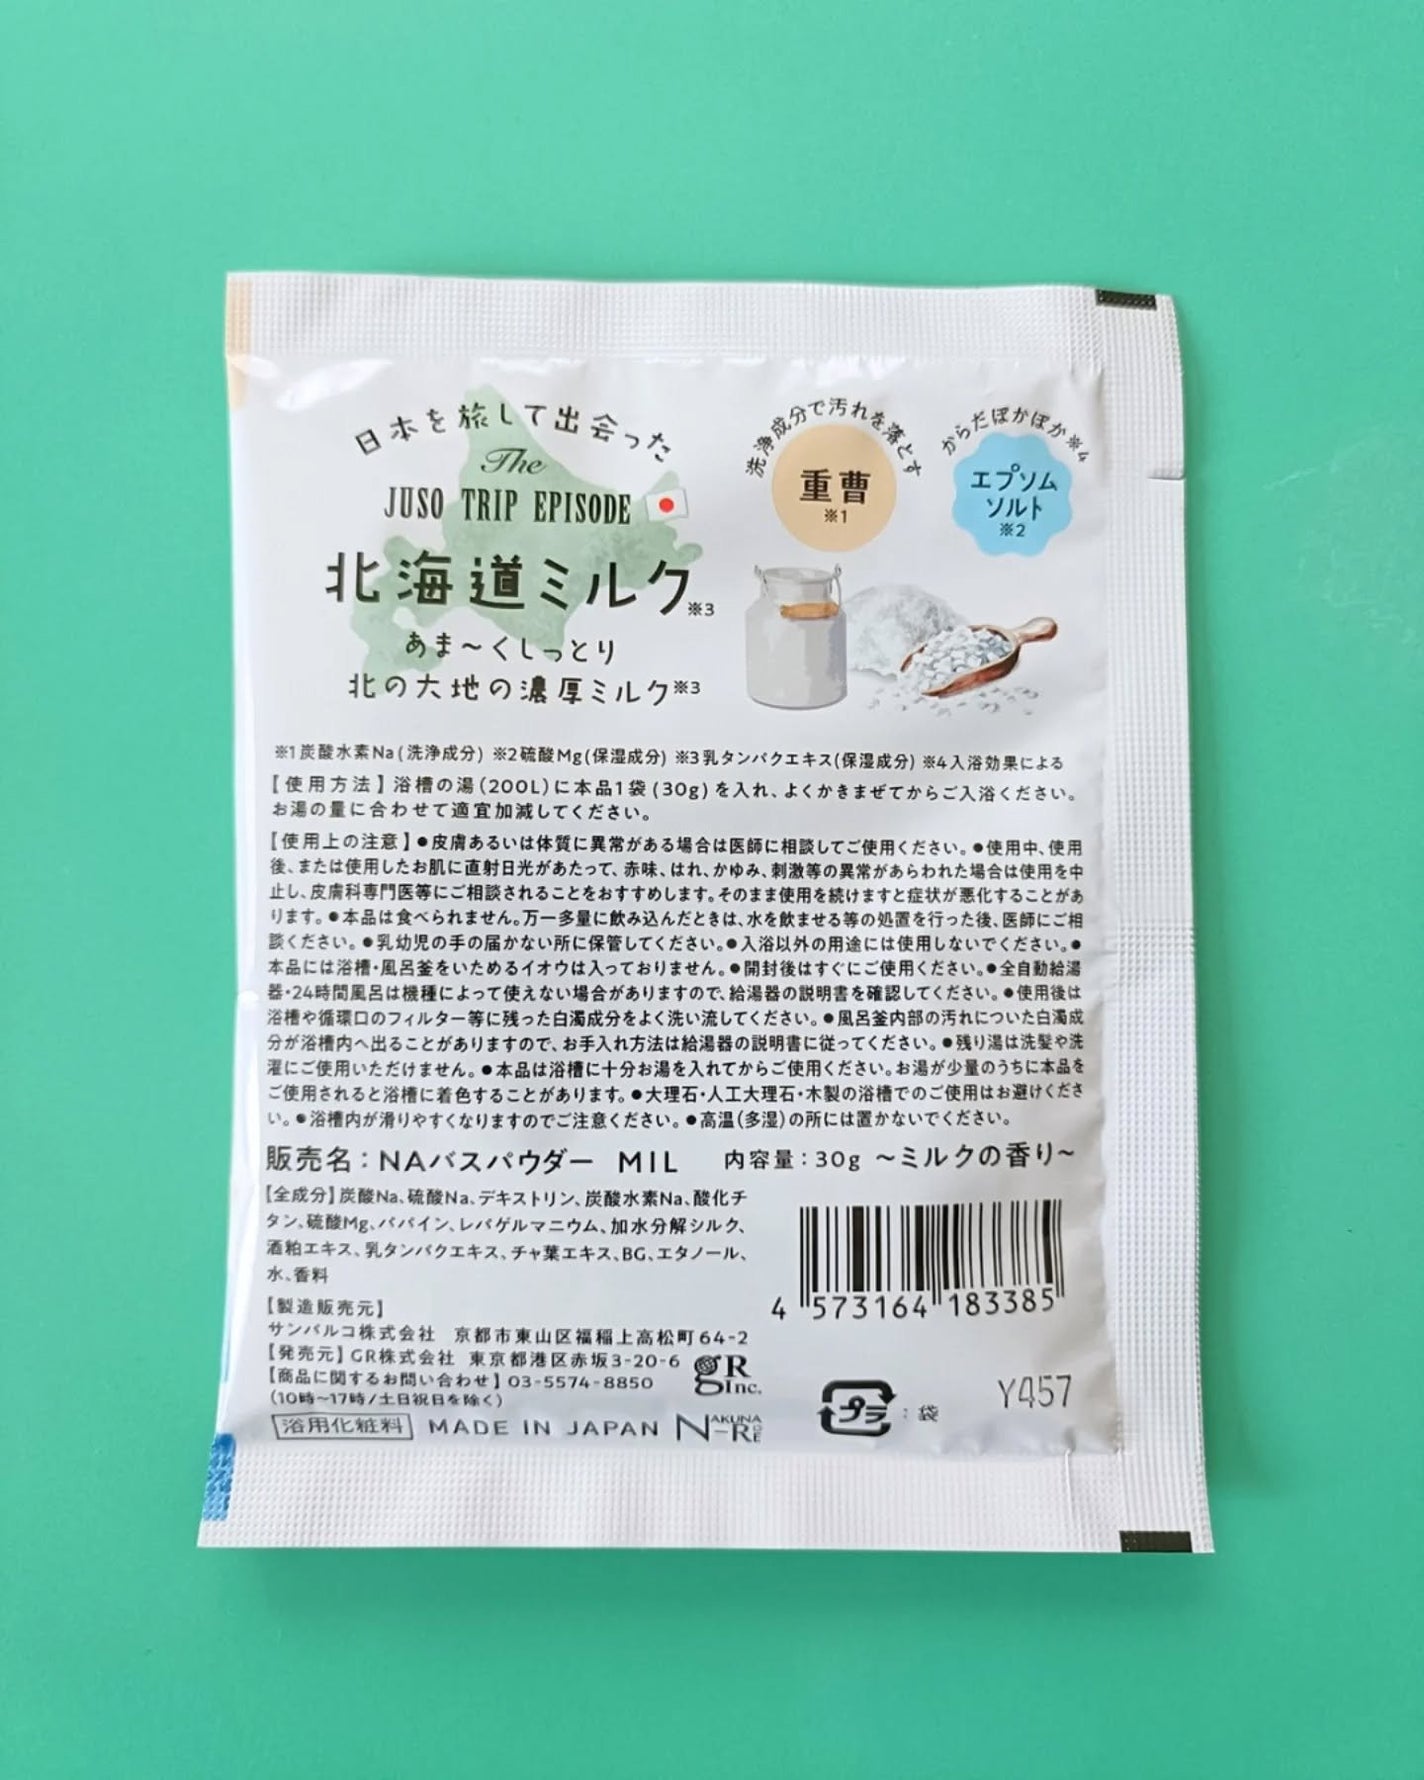 日本を旅して出会った
The
JUSO TRIP EPISODE
北海道ミルク※3
あま～くしっとり
北の大地の濃厚ミルク※3
洗浄成分で汚れを落とす
重曹
※1
からだぽかぽか※4
エプソム
ソルト
※2
※1炭酸水素Na(洗浄成分) ※2硫酸Mg(保湿成分) ※3乳タンパクエキス(保湿成分) ※4入浴効果による
【使用方法】浴槽の湯(200L)に本品1袋(30g)を入れ、よくかきまぜてからご入浴ください。
お湯の量に合わせて適宜加減してください。
【使用上の注意】●皮膚あるいは体質に異常がある場合は医師に相談してご使用ください。●使用中、使用
後、または使用したお肌に直射日光があたって、赤味、はれ、かゆみ、刺激等の異常があらわれた場合は使用を中
止し、皮膚科専門医等にご相談されることをおすすめします。そのまま使用を続けますと症状が悪化することがあ
ります。●本品は食べられません。万一多量に飲み込んだときは、水を飲ませる等の処置を行った後、医師にご相
談ください。●乳幼児の手の届かない所に保管してください。●入浴以外の用途には使用しないでください。●
本品には浴槽・風呂釜をいためるイオウは入っておりません。●開封後はすぐにご使用ください。●全自動給湯
器・24時間風呂は機種によって使えない場合がありますので、給湯器の説明書を確認してください。●使用後は
浴槽や循環口のフィルター等に残った白濁成分をよく洗い流してください。●風呂釜内部の汚れについた白濁成
分が浴槽内へ出ることがありますので、お手入れ方法は給湯器の説明書に従ってください。●残り湯は洗髪や洗
濯にご使用いただけません。●本品は浴槽に十分お湯を入れてからご使用ください。お湯が少量のうちに本品を
ご使用されると浴槽に着色することがあります。●大理石・人工大理石・木製の浴槽でのご使用はお避けくださ
い。●浴槽内が滑りやすくなりますのでご注意ください。●高温(多湿)の所には置かないでください。
販売名：NAバスパウダー MIL 内容量：30g ～ミルクの香り～
【全成分】炭酸Na、硫酸Na、デキストリン、炭酸水素Na、酸化チ
タン、硫酸Mg、パパイン、レパゲルマニウム、加水分解シルク、
酒粕エキス、乳タンパクエキス、チャ葉エキス、BG、エタノール、
水、香料
【製造販売元】
サンパルコ株式会社 京都市東山区福稲上高松町64-2
【発売元】GR株式会社 東京都港区赤坂3-20-6
【商品に関するお問い合わせ】03-5574-8850
(10時～17時/土日祝日を除く)
gR
Inc.
浴用化粧料 MADE IN JAPAN NAKUNA-RE
4 573164 183385
プラ：袋
Y457